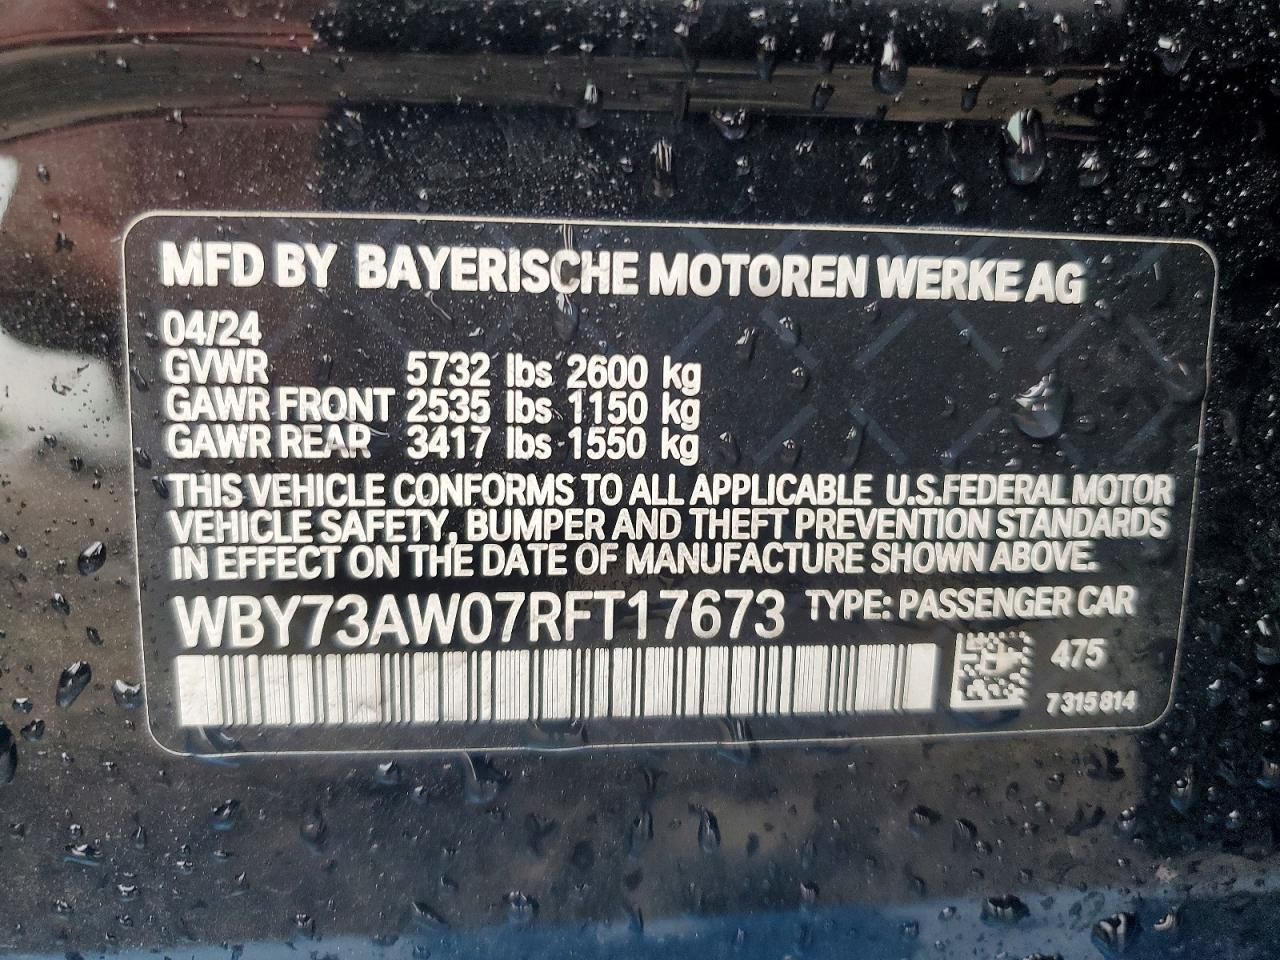 MFD BY BAYERISCHE MOTOREN WERKE AG
04/24
GVWR 5732 lbs 2600 kg
GAWR FRONT 2535 lbs 1150 kg
GAWR REAR 3417 lbs 1550 kg
THIS VEHICLE CONFORMS TO ALL APPLICABLE U.S.FEDERAL MOTOR
VEHICLE SAFETY, BUMPER AND THEFT PREVENTION STANDARDS
IN EFFECT ON THE DATE OF MANUFACTURE SHOWN ABOVE.
WBY73AW07RFT17673 TYPE: PASSENGER CAR
475
7315814